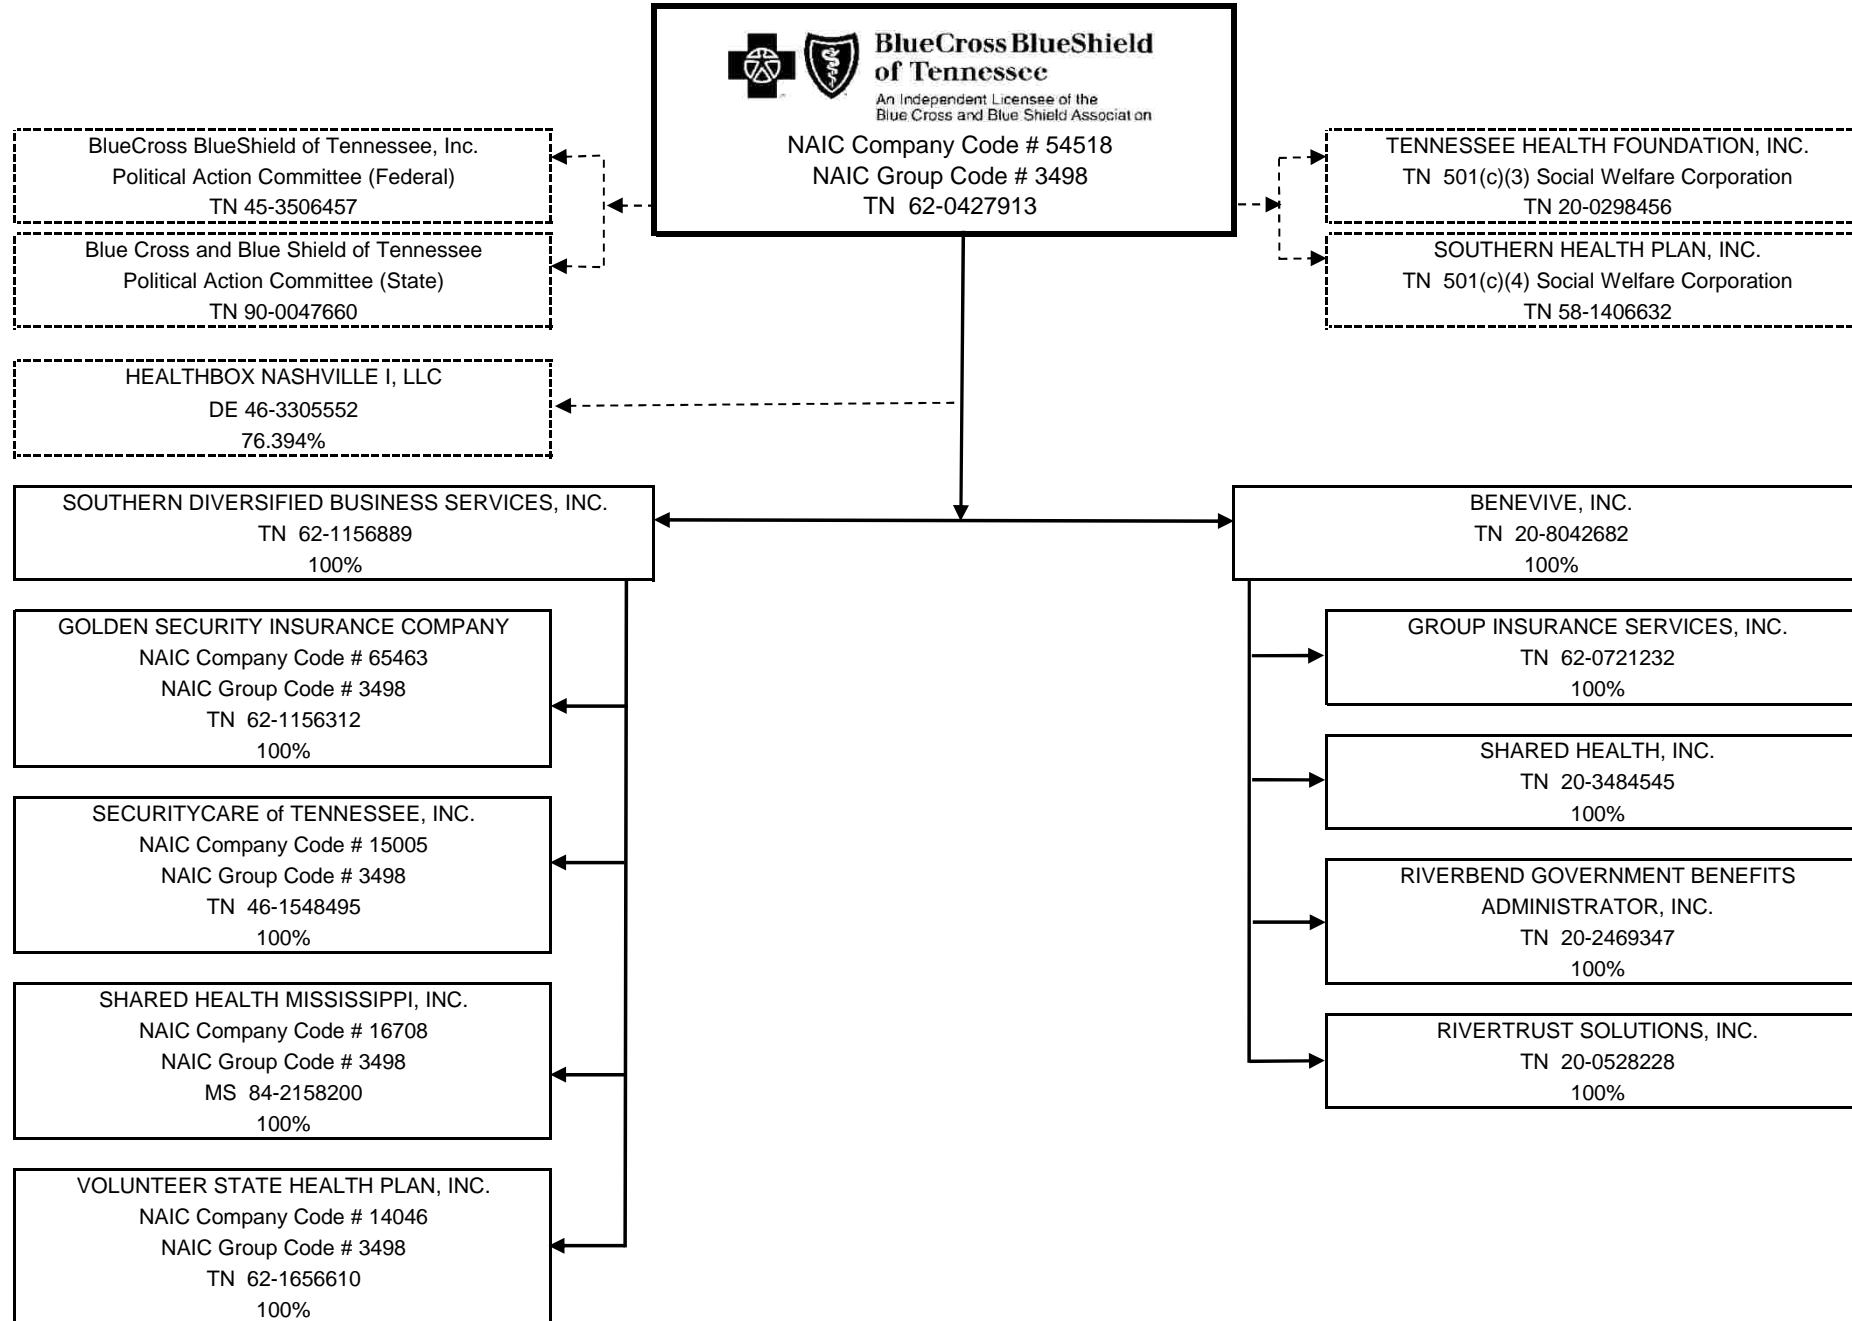 BlueCross BlueShield
of Tennessee
An Independent Licensee of the
Blue Cross and Blue Shield Association
NAIC Company Code # 54518
NAIC Group Code # 3498
TN 62-0427913
BlueCross BlueShield of Tennessee, Inc.
Political Action Committee (Federal)
TN 45-3506457
Blue Cross and Blue Shield of Tennessee
Political Action Committee (State)
TN 90-0047660
TENNESSEE HEALTH FOUNDATION, INC.
TN 501(c)(3) Social Welfare Corporation
TN 20-0298456
SOUTHERN HEALTH PLAN, INC.
TN 501(c)(4) Social Welfare Corporation
TN 58-1406632
HEALTHBOX NASHVILLE I, LLC
DE 46-3305552
76.394%
SOUTHERN DIVERSIFIED BUSINESS SERVICES, INC.
TN 62-1156889
100%
GOLDEN SECURITY INSURANCE COMPANY
NAIC Company Code # 65463
NAIC Group Code # 3498
TN 62-1156312
100%
SECURITYCARE of TENNESSEE, INC.
NAIC Company Code # 15005
NAIC Group Code # 3498
TN 46-1548495
100%
SHARED HEALTH MISSISSIPPI, INC.
NAIC Company Code # 16708
NAIC Group Code # 3498
MS 84-2158200
100%
VOLUNTEER STATE HEALTH PLAN, INC.
NAIC Company Code # 14046
NAIC Group Code # 3498
TN 62-1656610
100%
BENEVIVE, INC.
TN 20-8042682
100%
GROUP INSURANCE SERVICES, INC.
TN 62-0721232
100%
SHARED HEALTH, INC.
TN 20-3484545
100%
RIVERBEND GOVERNMENT BENEFITS
ADMINISTRATOR, INC.
TN 20-2469347
100%
RIVERTRUST SOLUTIONS, INC.
TN 20-0528228
100%